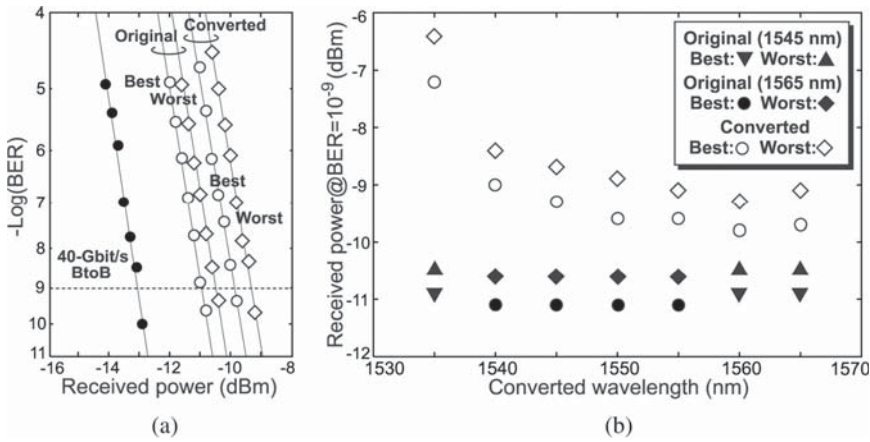 4
5
6
7
8
9
10
11
-Log(BER)
Original
Converted
Best
Worst
Best
Worst
40-Gbit/s
BtoB
-16 -14 -12 -10 -8
Received power (dBm)
(a)
-6
-7
-8
-9
-10
-11
-12
Received power@BER=10⁻⁹ (dBm)
Original (1545 nm)
Best:▼ Worst:▲
Original (1565 nm)
Best:● Worst:◆
Converted
Best:○ Worst:◇
1530 1540 1550 1560 1570
Converted wavelength (nm)
(b)